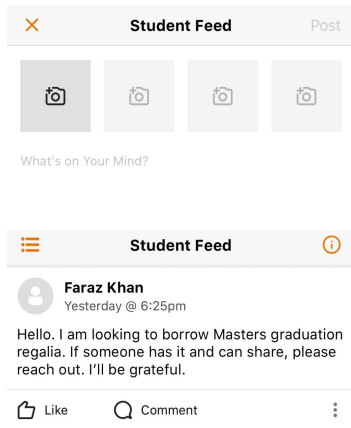 Student Feed Post
What's on Your Mind?
Student Feed
Faraz Khan
Yesterday @ 6:25pm
Hello. I am looking to borrow Masters graduation
regalia. If someone has it and can share, please
reach out. I'll be grateful.
Like Comment